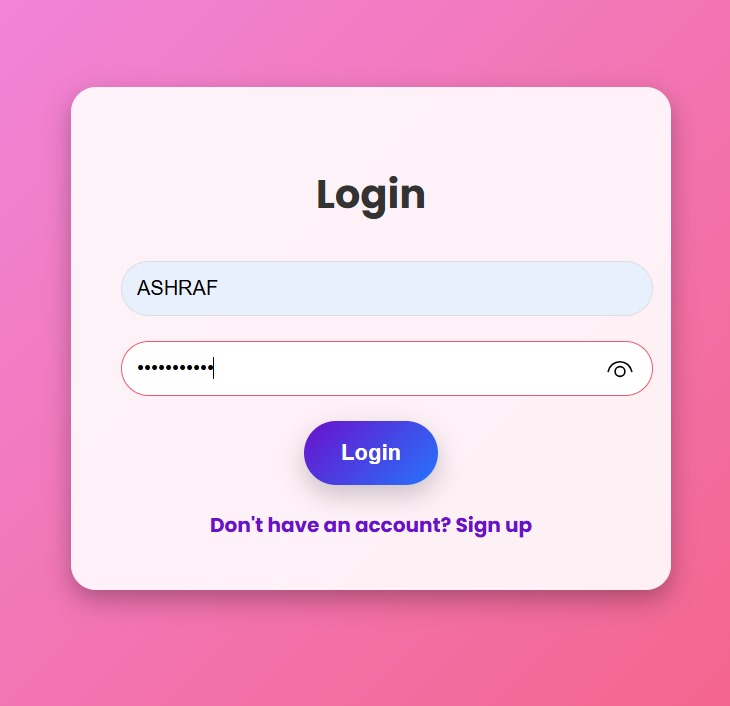 Login
ASHRAF
•••••••••••
Login
Don't have an account? Sign up